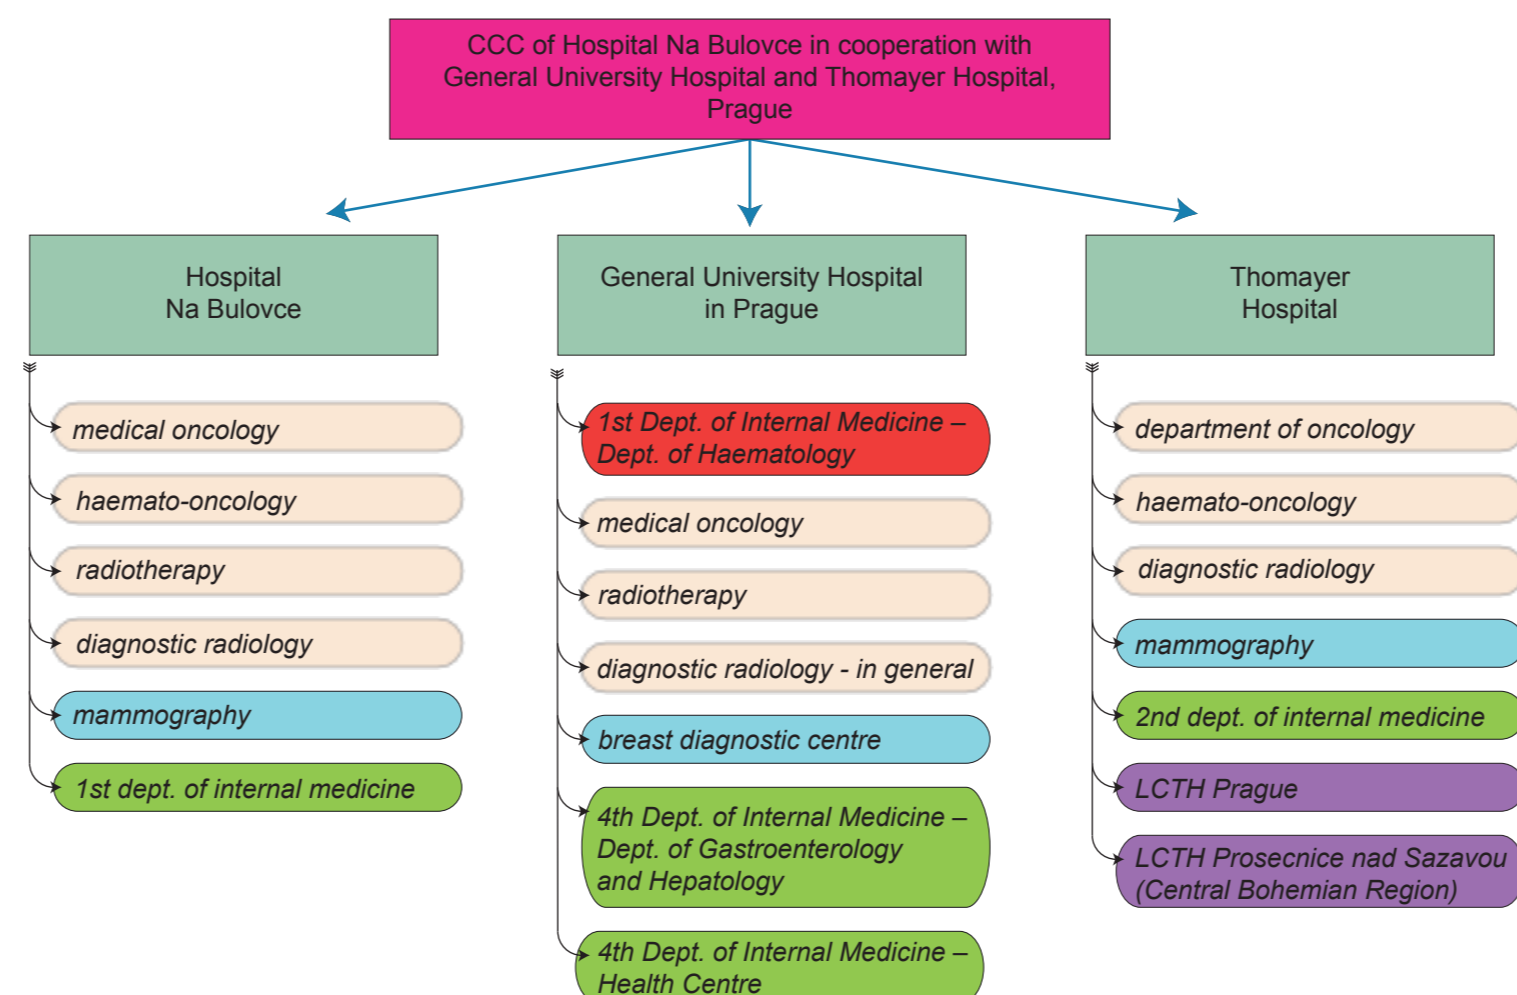 CCC of Hospital Na Bulovce in cooperation with
General University Hospital and Thomayer Hospital,
Prague
Hospital
Na Bulovce
medical oncology
haemato-oncology
radiotherapy
diagnostic radiology
mammography
1st dept. of internal medicine
General University Hospital
in Prague
1st Dept. of Internal Medicine –
Dept. of Haematology
medical oncology
radiotherapy
diagnostic radiology - in general
breast diagnostic centre
4th Dept. of Internal Medicine –
Dept. of Gastroenterology
and Hepatology
4th Dept. of Internal Medicine –
Health Centre
Thomayer
Hospital
department of oncology
haemato-oncology
diagnostic radiology
mammography
2nd dept. of internal medicine
LCTH Prague
LCTH Prosecnice nad Sazavou
(Central Bohemian Region)